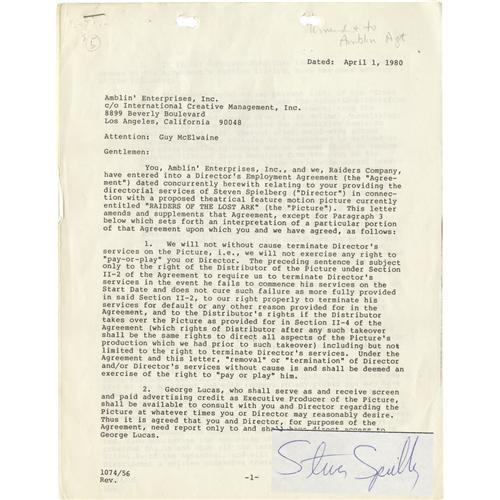 5
Amend + to
Amblin Agt
Dated: April 1, 1980
Amblin' Enterprises, Inc.
c/o International Creative Management, Inc.
8899 Beverly Boulevard
Los Angeles, California 90048
Attention: Guy McElwaine
Gentlemen:
You, Amblin' Enterprises, Inc., and we, Raiders Company,
have entered into a Director's Employment Agreement (the "Agree-
ment") dated concurrently herewith relating to your providing the
directorial services of Steven Spielberg ("Director") in connec-
tion with a proposed theatrical feature motion picture currently
entitled "RAIDERS OF THE LOST ARK" (the "Picture"). This letter
amends and supplements that Agreement, except for Paragraph 3
below which sets forth an interpretation of a particular portion
of that Agreement upon which you and we have agreed, as follows:
1. We will not without cause terminate Director's
services on the Picture, i.e., we will not exercise any right to
"pay-or-play" you or Director. The preceding sentence is subject
only to the right of the Distributor of the Picture under Section
II-2 of the Agreement to require us to terminate Director's
services in the event he fails to commence his services on the
Start Date and does not cure such failure as more fully provided
in said Section II-2, to our right properly to terminate his
services for default or any other reason provided for in the
Agreement, and to the Distributor's rights if the Distributor
takes over the Picture as provided for in Section II-4 of the
Agreement (which rights of Distributor after any such takeover
shall be the same rights to direct all aspects of the Picture's
production which we had prior to such takeover) including but not
limited to the right to terminate Director's services. Under the
Agreement and this letter, "removal" or "termination" of Director
and/or Director's services without cause is and shall be deemed an
exercise of the right to "pay or play" him.
2. George Lucas, who shall serve as and receive screen
and paid advertising credit as Executive Producer of the Picture,
shall be available to consult with you and Director regarding the
Picture at whatever times you or Director may reasonably desire.
Thus it is agreed that you and Director, for purposes of the
Agreement, need report only to and shall have direct access to
George Lucas.
1074/56
Rev.
-1-